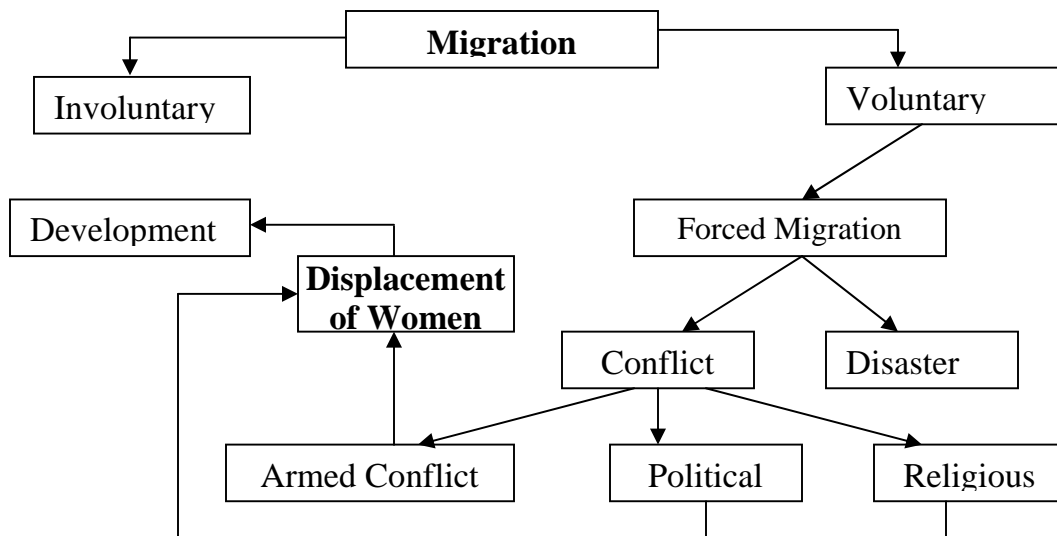 Migration
Involuntary
Voluntary
Development
Forced Migration
Displacement
of Women
Conflict
Disaster
Armed Conflict
Political
Religious